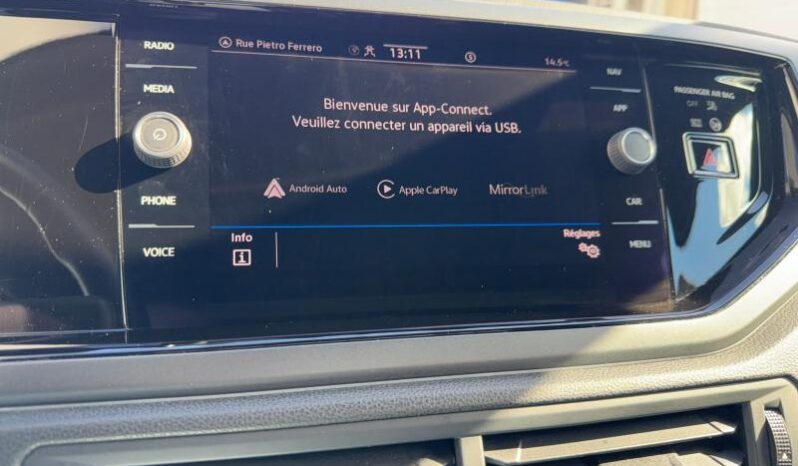 RADIO
MEDIA
PHONE
VOICE
Rue Pietro Ferrero
13:11
14.5°C
Bienvenue sur App-Connect.
Veuillez connecter un appareil via USB.
Android Auto
Apple CarPlay
MirrorLink
Info
i
Réglages
NAV
APP
CAR
MENU
PASSENGER AIR BAG
OFF